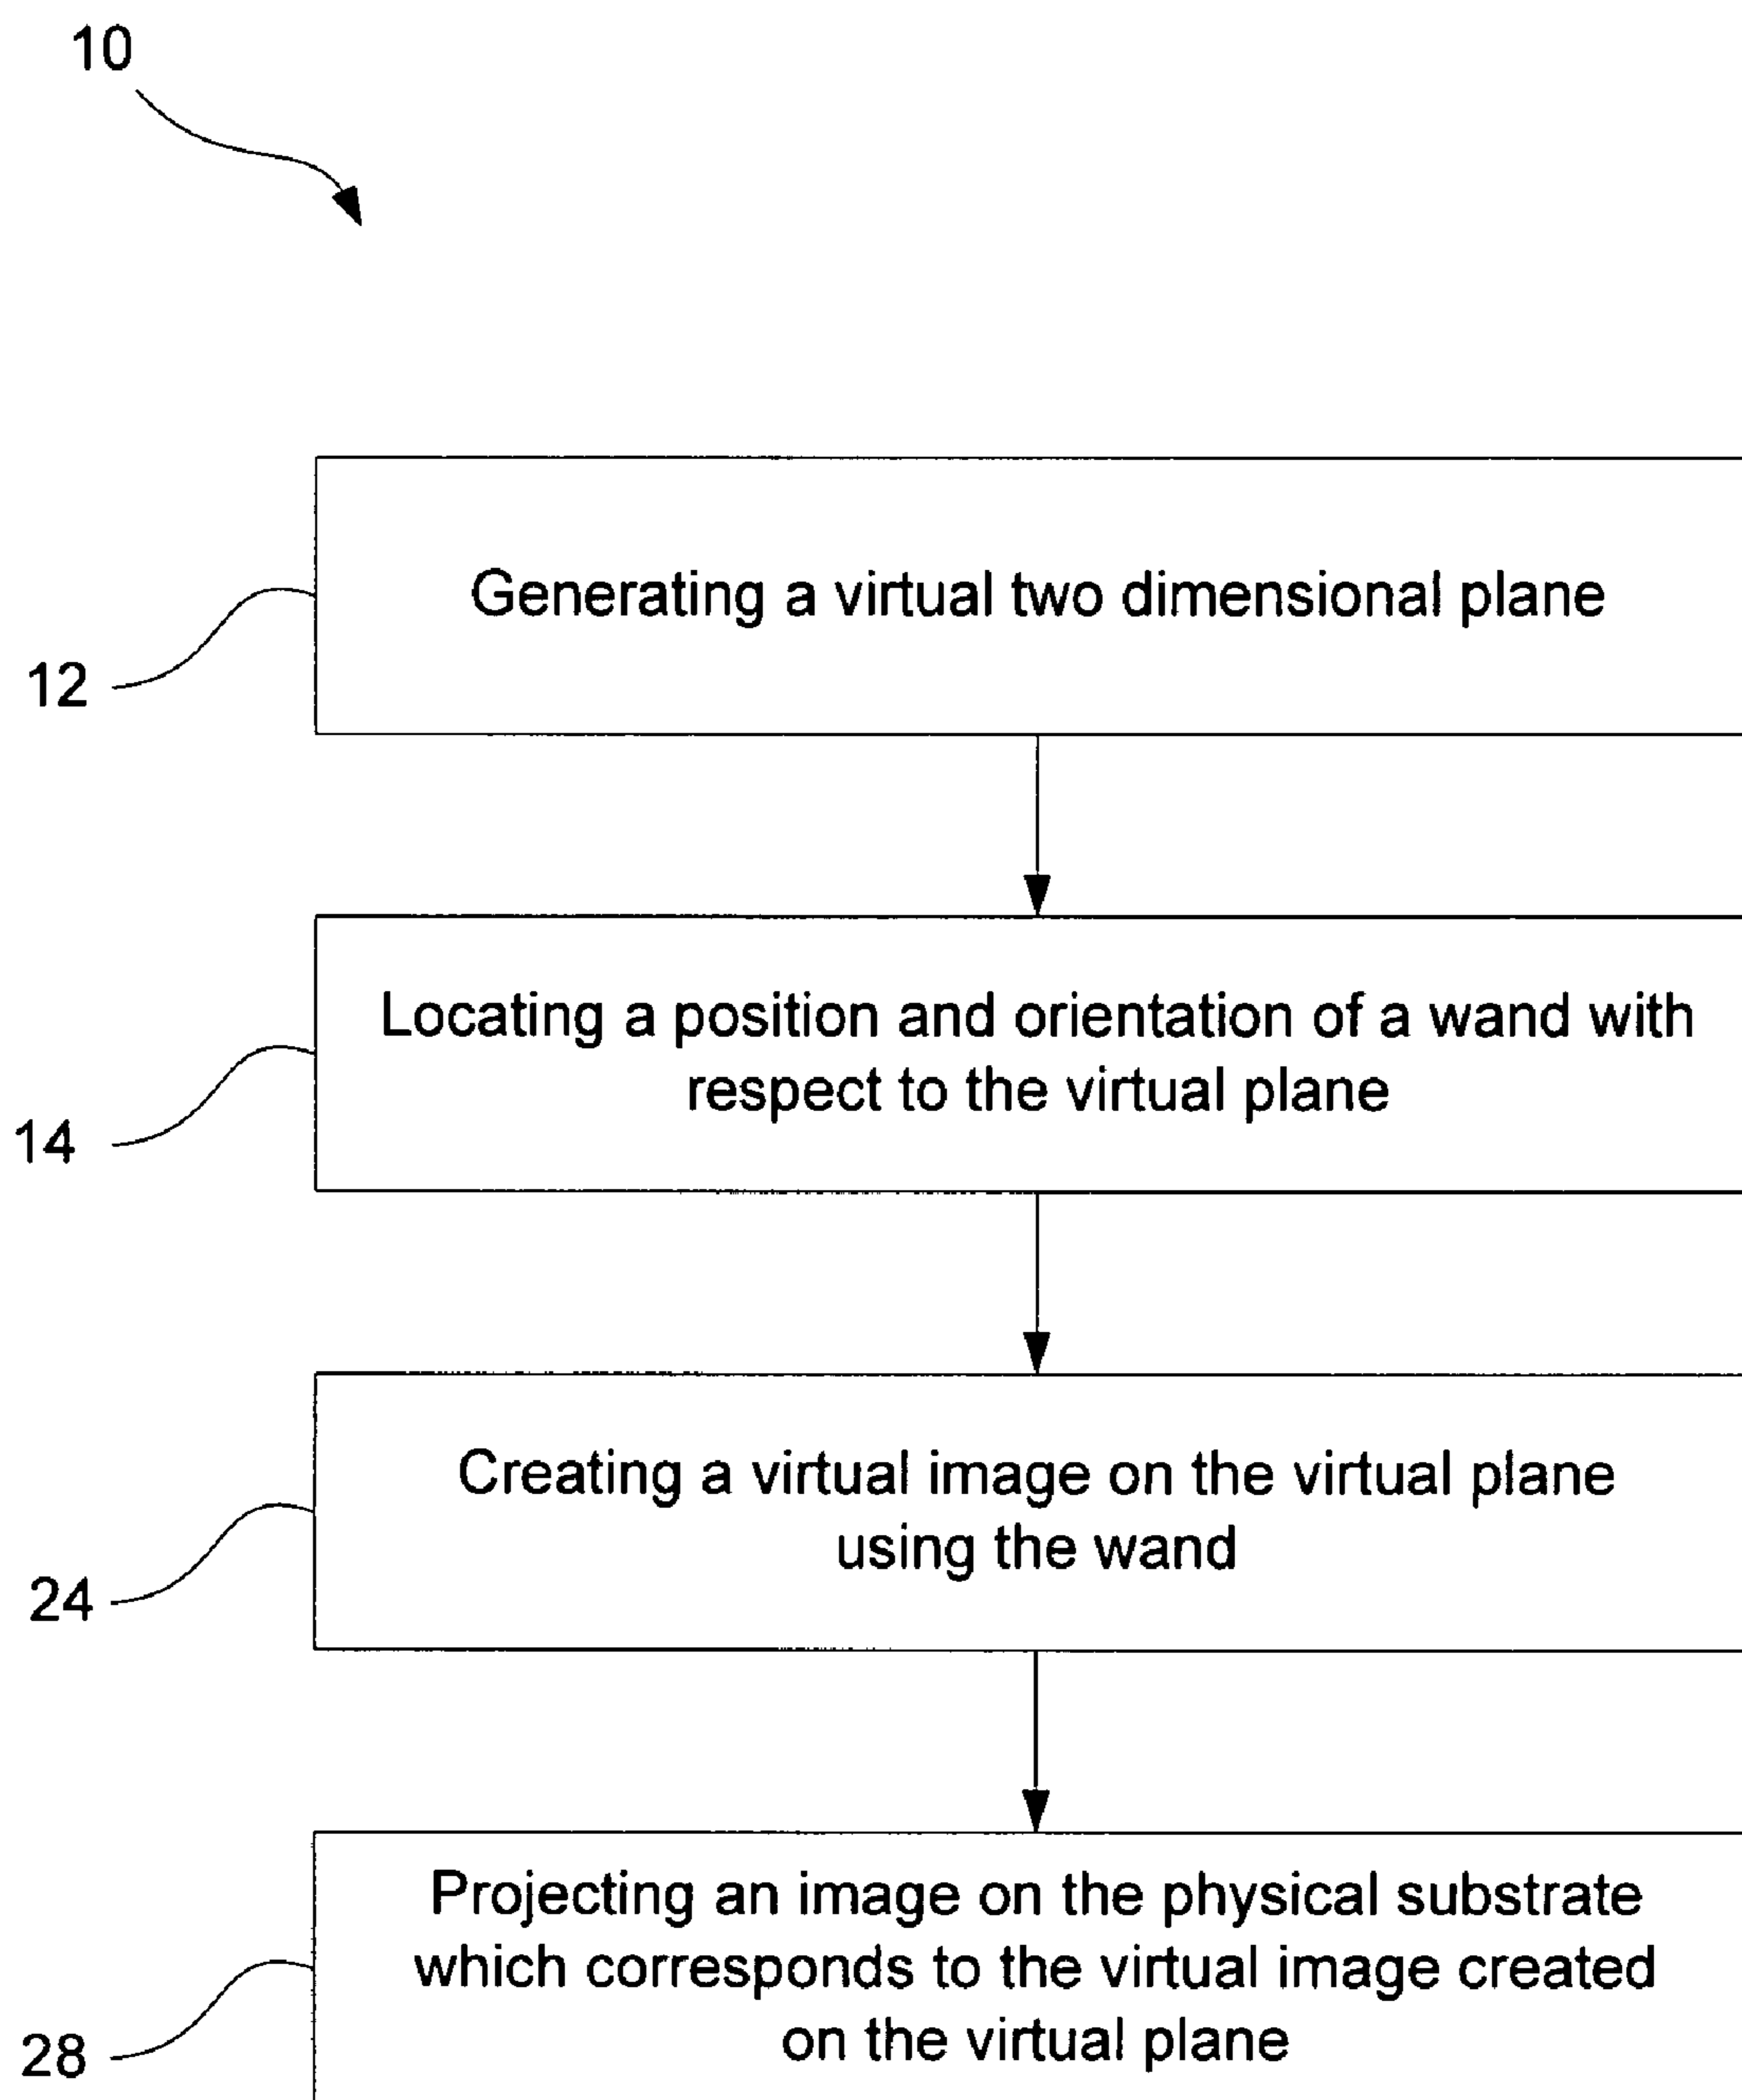 10
Generating a virtual two dimensional plane
12
Locating a position and orientation of a wand with
respect to the virtual plane
14
Creating a virtual image on the virtual plane
using the wand
24
Projecting an image on the physical substrate
which corresponds to the virtual image created
on the virtual plane
28